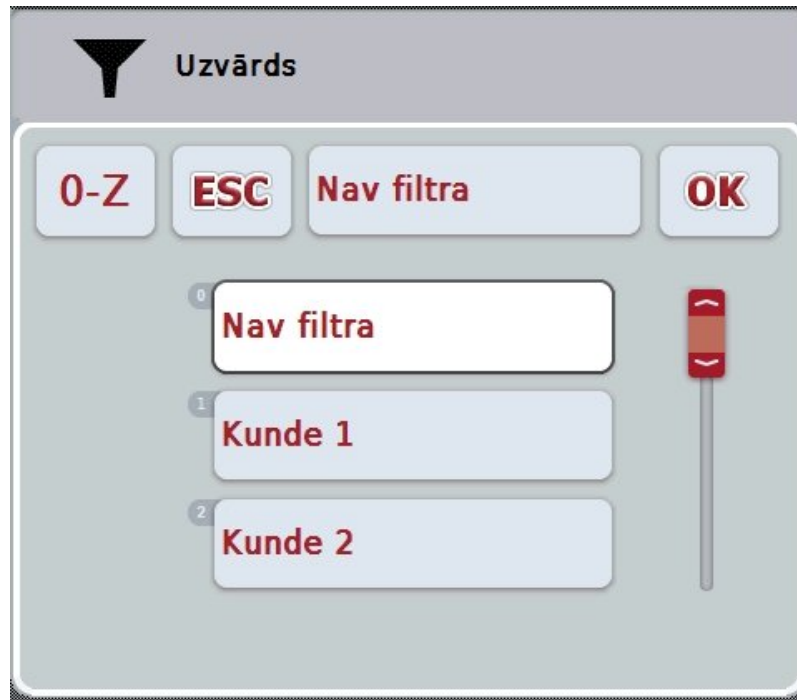 Uzvārds
0-Z ESC Nav filtra OK
0
Nav filtra
1
Kunde 1
2
Kunde 2